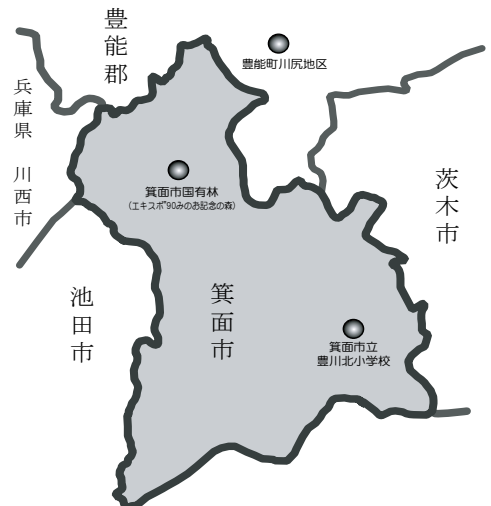 豊能郡
豊能町川尻地区
兵庫県 川西市
箕面市国有林
(エキスポ'90みのお記念の森)
茨木市
池田市
箕面市
箕面市立
豊川北小学校